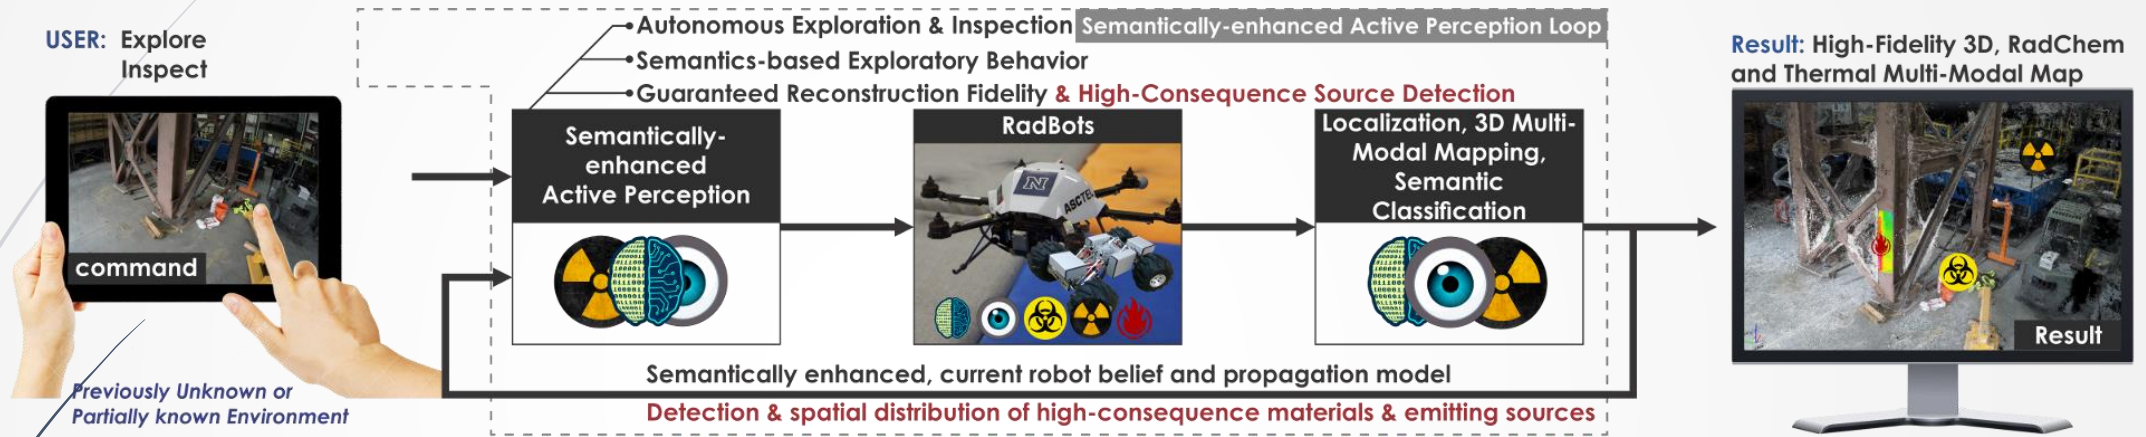 USER: Explore
Inspect
command
Previously Unknown or
Partially known Environment
Autonomous Exploration & Inspection
Semantically-enhanced Active Perception Loop
Semantics-based Exploratory Behavior
Guaranteed Reconstruction Fidelity & High-Consequence Source Detection
Semantically-
enhanced
Active Perception
RadBots
N
ASCTEC
Localization, 3D Multi-
Modal Mapping,
Semantic
Classification
Semantically enhanced, current robot belief and propagation model
Detection & spatial distribution of high-consequence materials & emitting sources
Result: High-Fidelity 3D, RadChem
and Thermal Multi-Modal Map
Result